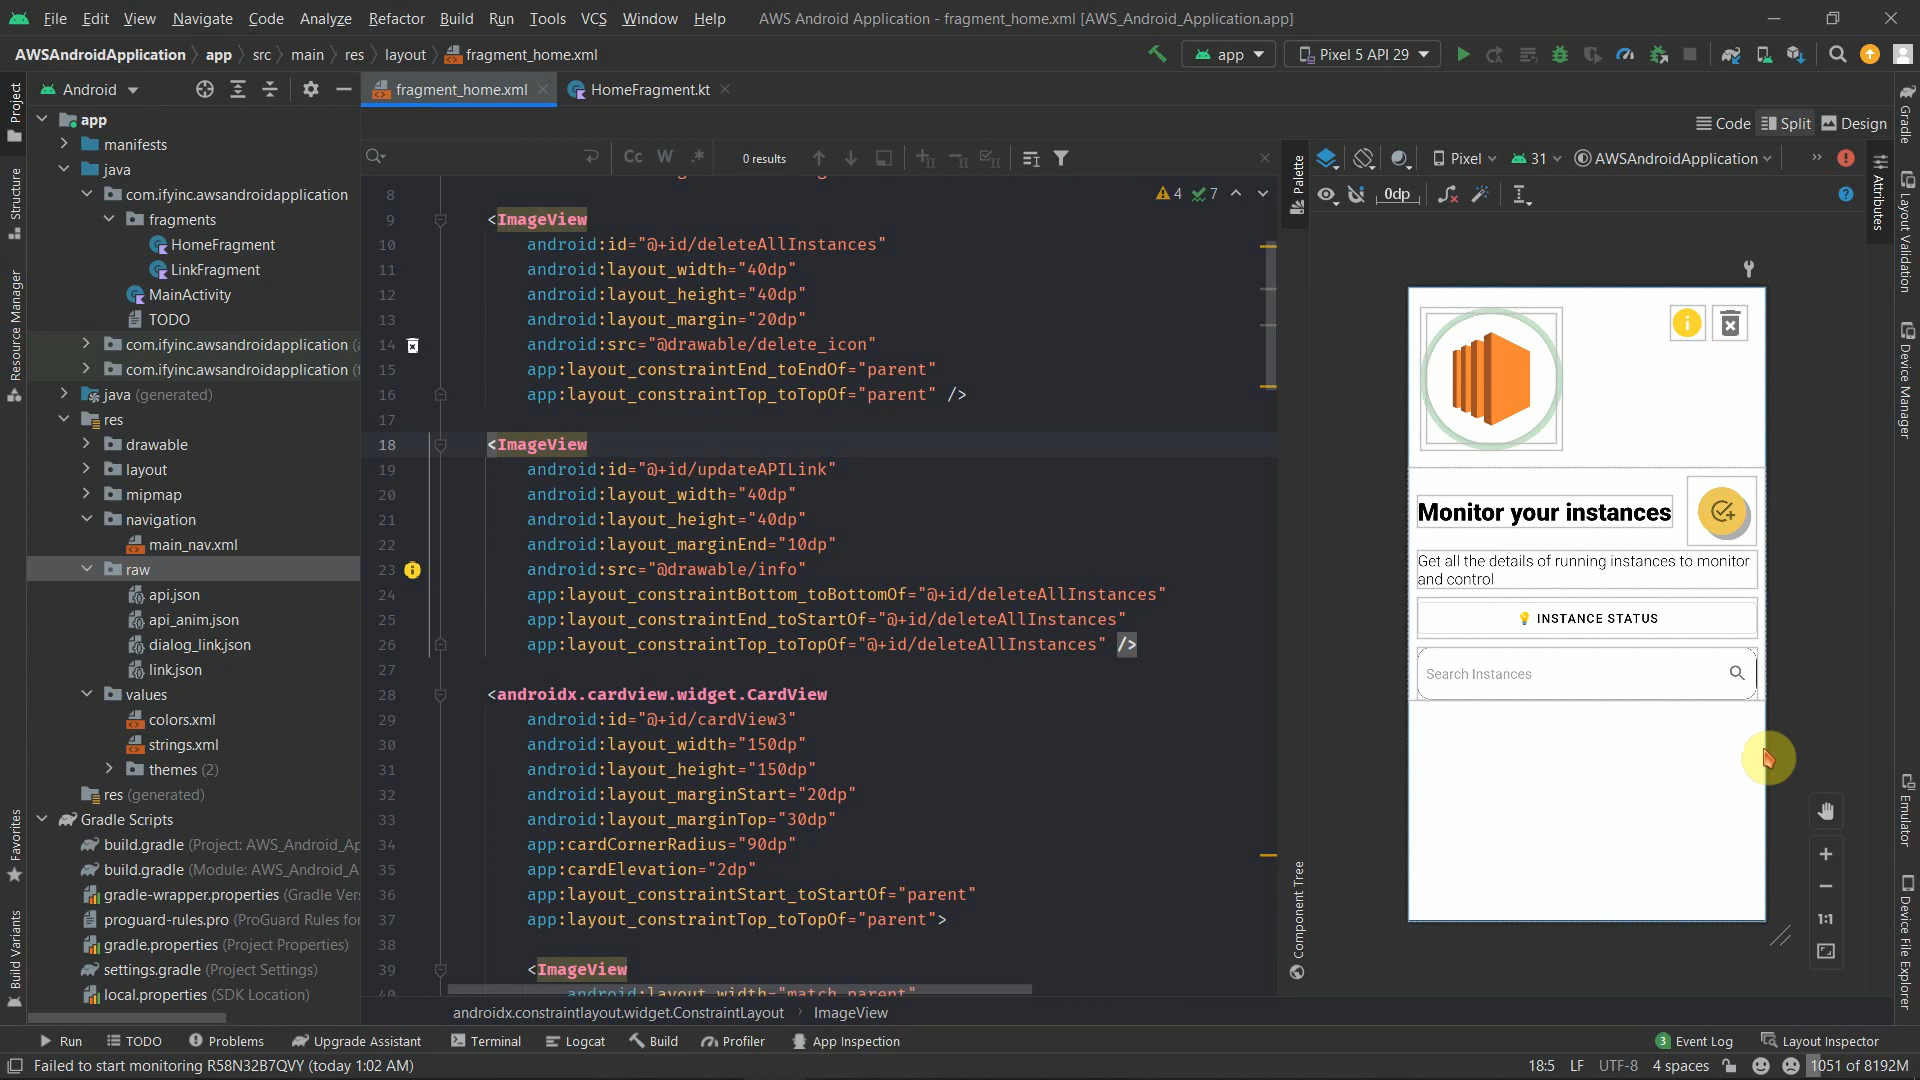 File Edit View Navigate Code Analyze Refactor Build Run Tools VCS Window Help AWS Android Application - fragment_home.xml [AWS_Android_Application.app]
AWSAndroidApplication app src main res layout fragment_home.xml app Pixel 5 API 29
Android fragment_home.xml HomeFragment.kt
Code Split Design
Cc W .* 0 results
Pixel 31 AWSAndroidApplication
0dp
4 7
Project
Structure
Resource Manager
Favorites
Build Variants
app
manifests
java
com.ifyinc.awsandroidapplication
fragments
HomeFragment
LinkFragment
MainActivity
TODO
com.ifyinc.awsandroidapplication
com.ifyinc.awsandroidapplication
java (generated)
res
drawable
layout
mipmap
navigation
main_nav.xml
raw
api.json
api_anim.json
dialog_link.json
link.json
values
colors.xml
strings.xml
themes (2)
res (generated)
Gradle Scripts
build.gradle (Project: AWS_Android_Ap
build.gradle (Module: AWS_Android_A
gradle-wrapper.properties (Gradle Ver
proguard-rules.pro (ProGuard Rules for
gradle.properties (Project Properties)
settings.gradle (Project Settings)
local.properties (SDK Location)
8
9 <ImageView
10 android:id="@+id/deleteAllInstances"
11 android:layout_width="40dp"
12 android:layout_height="40dp"
13 android:layout_margin="20dp"
14 android:src="@drawable/delete_icon"
15 app:layout_constraintEnd_toEndOf="parent"
16 app:layout_constraintTop_toTopOf="parent" />
17
18 <ImageView
19 android:id="@+id/updateAPILink"
20 android:layout_width="40dp"
21 android:layout_height="40dp"
22 android:layout_marginEnd="10dp"
23 android:src="@drawable/info"
24 app:layout_constraintBottom_toBottomOf="@+id/deleteAllInstances"
25 app:layout_constraintEnd_toStartOf="@+id/deleteAllInstances"
26 app:layout_constraintTop_toTopOf="@+id/deleteAllInstances" />
27
28 <androidx.cardview.widget.CardView
29 android:id="@+id/cardView3"
30 android:layout_width="150dp"
31 android:layout_height="150dp"
32 android:layout_marginStart="20dp"
33 android:layout_marginTop="30dp"
34 app:cardCornerRadius="90dp"
35 app:cardElevation="2dp"
36 app:layout_constraintStart_toStartOf="parent"
37 app:layout_constraintTop_toTopOf="parent">
38
39 <ImageView
40 android:layout_width="match_parent"
androidx.constraintlayout.widget.ConstraintLayout ImageView
Palette
Component Tree
Monitor your instances
Get all the details of running instances to monitor
and control
INSTANCE STATUS
Search Instances
1:1
Attributes
Gradle
Layout Validation
Device Manager
Emulator
Device File Explorer
Run TODO Problems Upgrade Assistant Terminal Logcat Build Profiler App Inspection 3 Event Log Layout Inspector
Failed to start monitoring R58N32B7QVY (today 1:02 AM) 18:5 LF UTF-8 4 spaces 1051 of 8192M